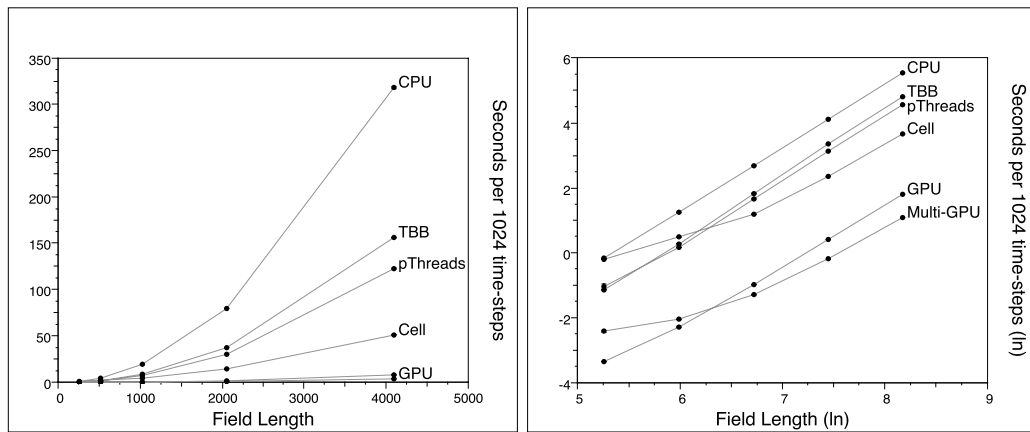 350
300
250
200
150
100
50
0
0
1000
2000
3000
4000
5000
CPU
TBB
pThreads
Cell
GPU
Field Length
Seconds per 1024 time-steps
6
4
2
0
-2
-4
5
6
7
8
9
CPU
TBB
pThreads
Cell
GPU
Multi-GPU
Field Length (ln)
Seconds per 1024 time-steps (ln)